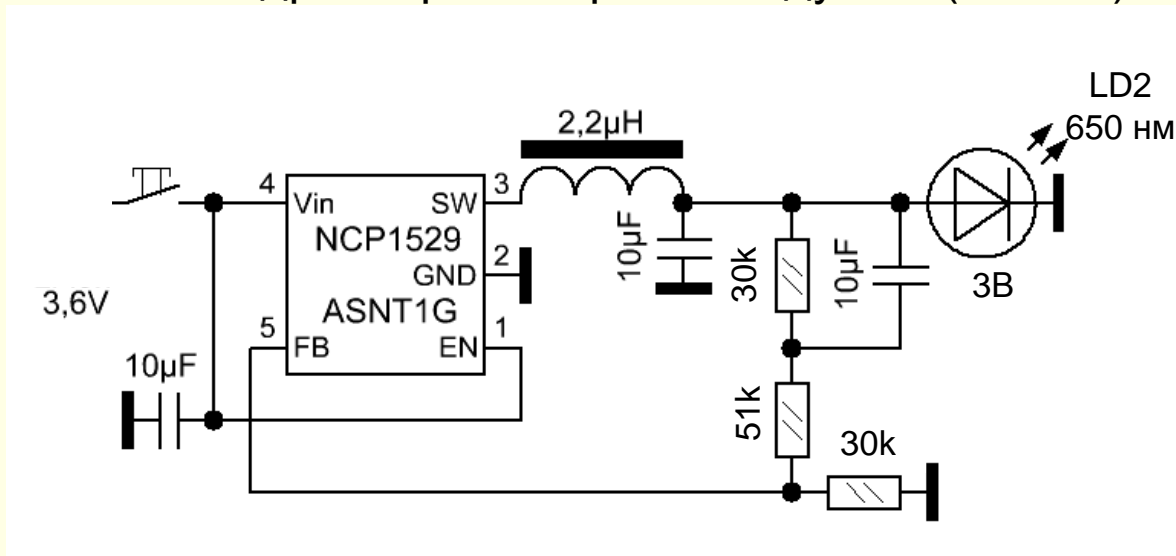 LD2
650 нм
2,2µH
4
Vin
SW
3
NCP1529
GND
2
ASNT1G
5
FB
EN
1
3,6V
10µF
10µF
30k
10µF
3В
51k
30k